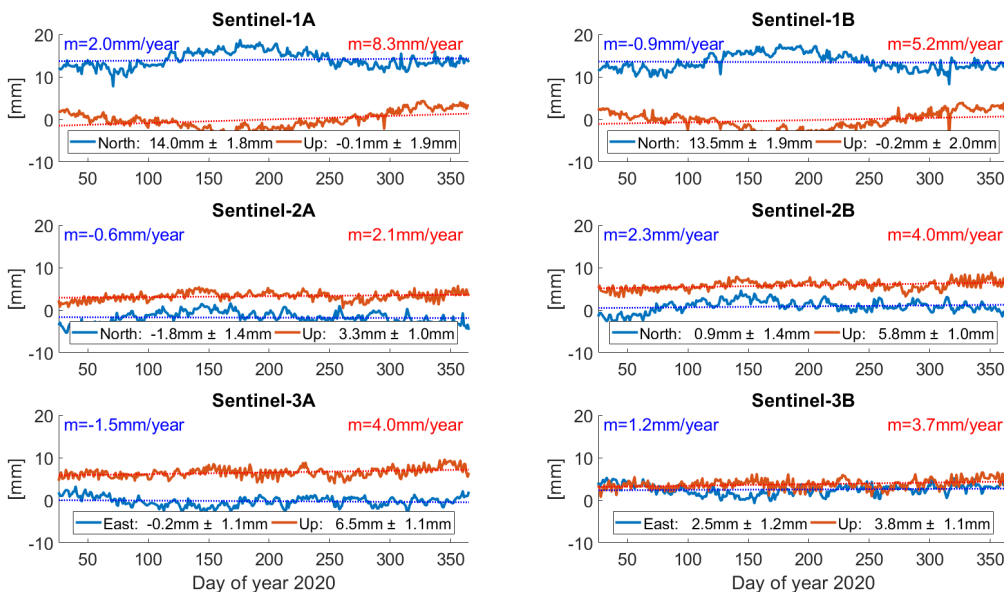 Sentinel-1A
m=2.0mm/year
m=8.3mm/year
20
10
0
-10
[mm]
North: 14.0mm ± 1.8mm Up: -0.1mm ± 1.9mm
50 100 150 200 250 300 350
Sentinel-1B
m=-0.9mm/year
m=5.2mm/year
20
10
0
-10
[mm]
North: 13.5mm ± 1.9mm Up: -0.2mm ± 2.0mm
50 100 150 200 250 300 350
Sentinel-2A
m=-0.6mm/year
m=2.1mm/year
20
10
0
-10
[mm]
North: -1.8mm ± 1.4mm Up: 3.3mm ± 1.0mm
50 100 150 200 250 300 350
Sentinel-2B
m=2.3mm/year
m=4.0mm/year
20
10
0
-10
[mm]
North: 0.9mm ± 1.4mm Up: 5.8mm ± 1.0mm
50 100 150 200 250 300 350
Sentinel-3A
m=-1.5mm/year
m=4.0mm/year
20
10
0
-10
[mm]
East: -0.2mm ± 1.1mm Up: 6.5mm ± 1.1mm
50 100 150 200 250 300 350
Day of year 2020
Sentinel-3B
m=1.2mm/year
m=3.7mm/year
20
10
0
-10
[mm]
East: 2.5mm ± 1.2mm Up: 3.8mm ± 1.1mm
50 100 150 200 250 300 350
Day of year 2020